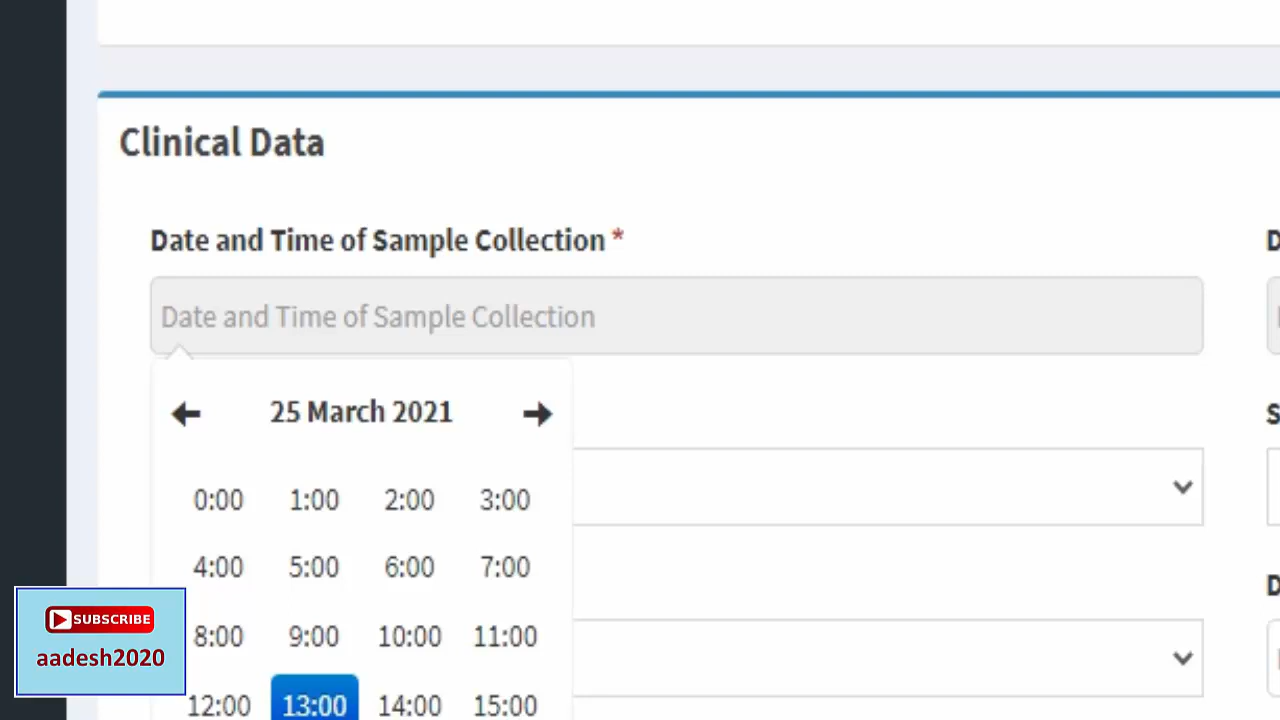 Clinical Data
Date and Time of Sample Collection *
Date and Time of Sample Collection
25 March 2021
0:00 1:00 2:00 3:00
4:00 5:00 6:00 7:00
8:00 9:00 10:00 11:00
12:00 13:00 14:00 15:00
SUBSCRIBE
aadesh2020